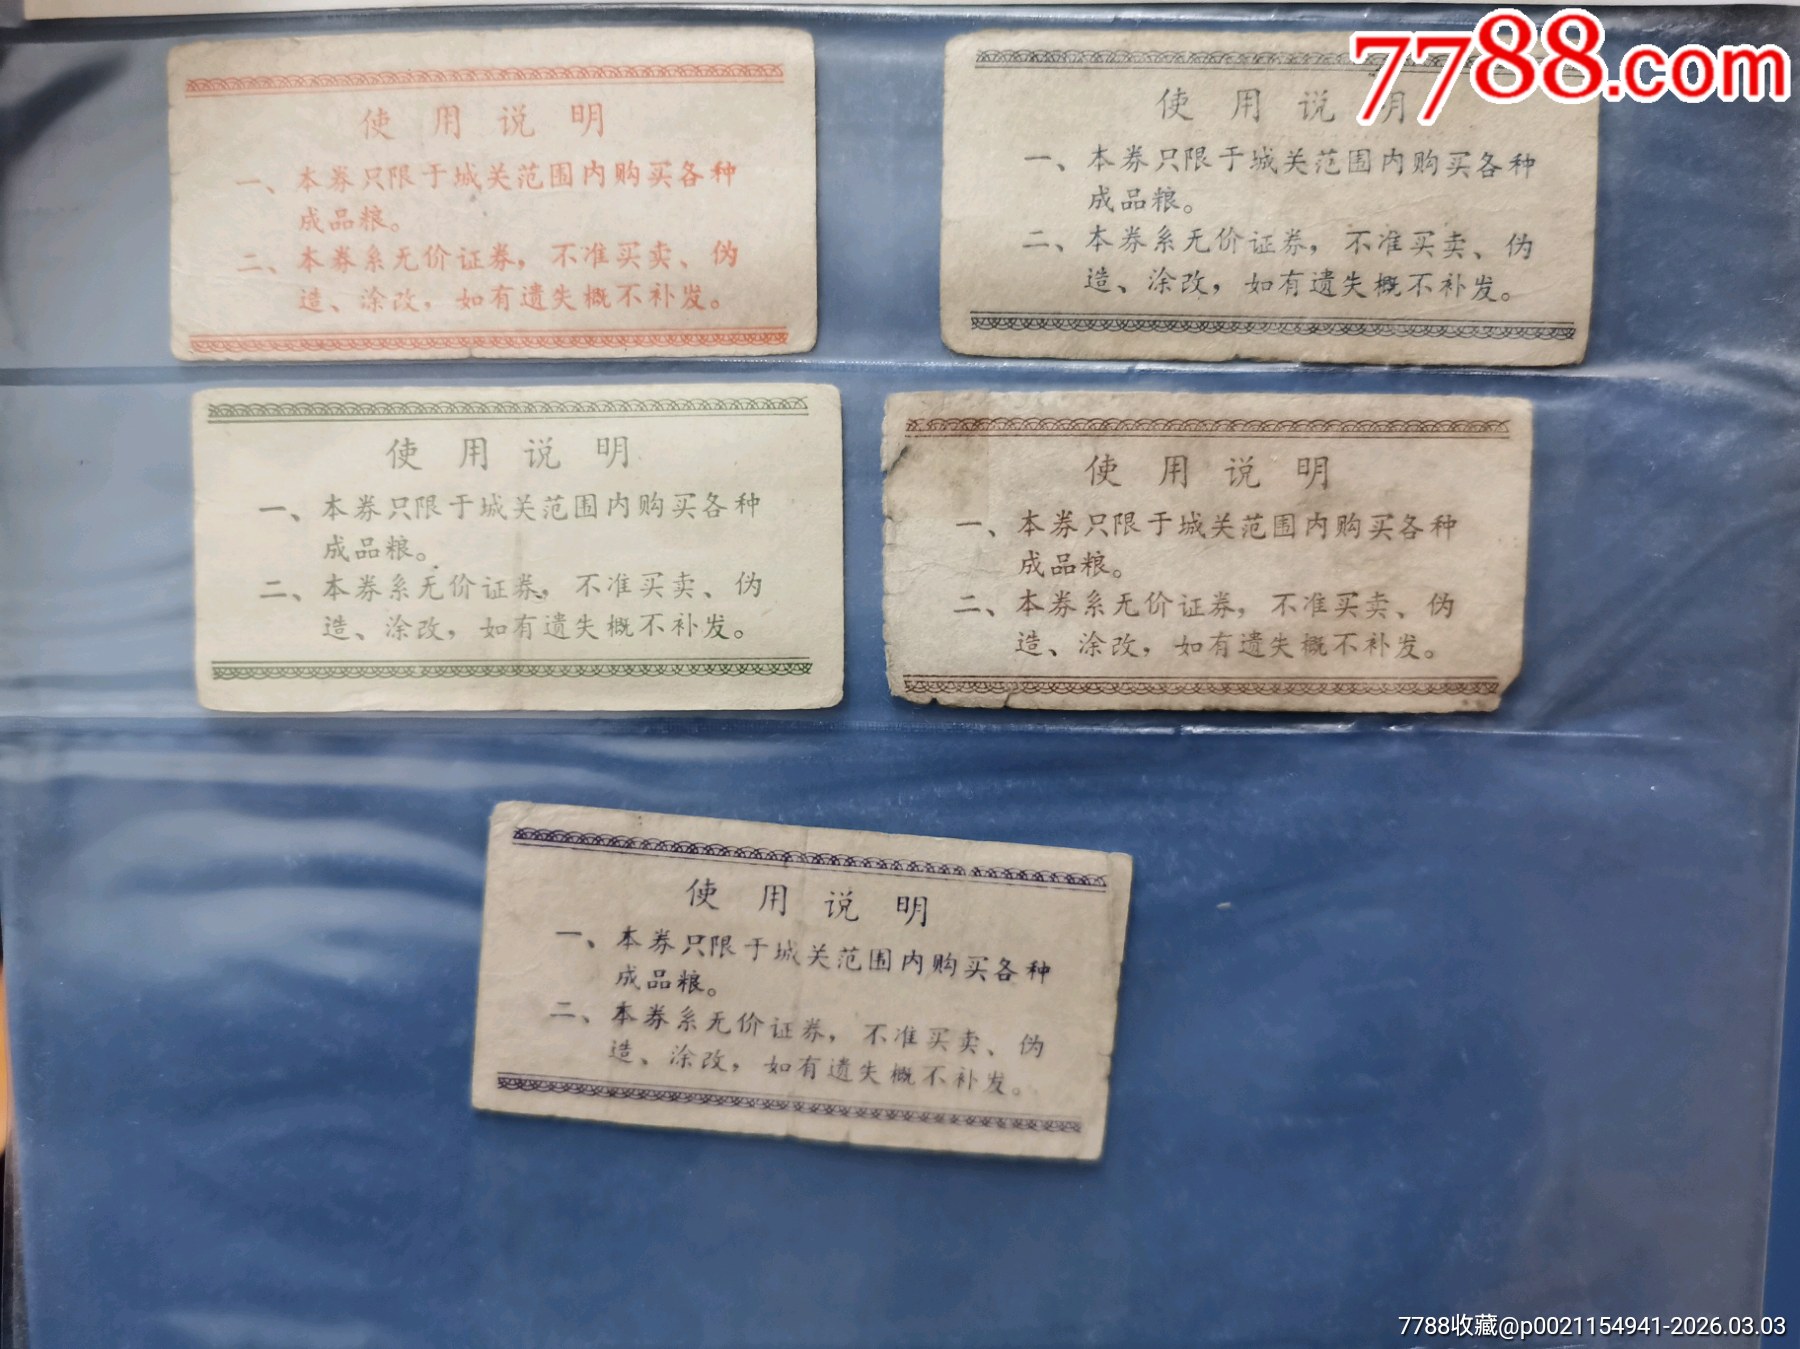 7788.com
使用说明
一、本券只限于城关范围内购买各种
成品粮。
二、本券系无价证券，不准买卖、伪
造、涂改，如有遗失概不补发。
使用说明
一、本券只限于城关范围内购买各种
成品粮。
二、本券系无价证券，不准买卖、伪
造、涂改，如有遗失概不补发。
使用说明
一、本券只限于城关范围内购买各种
成品粮。
二、本券系无价证券，不准买卖、伪
造、涂改，如有遗失概不补发。
使用说明
一、本券只限于城关范围内购买各种
成品粮。
二、本券系无价证券，不准买卖、伪
造、涂改，如有遗失概不补发。
使用说明
一、本券只限于城关范围内购买各种
成品粮。
二、本券系无价证券，不准买卖、伪
造、涂改，如有遗失概不补发。
7788收藏@p0021154941-2026.03.03